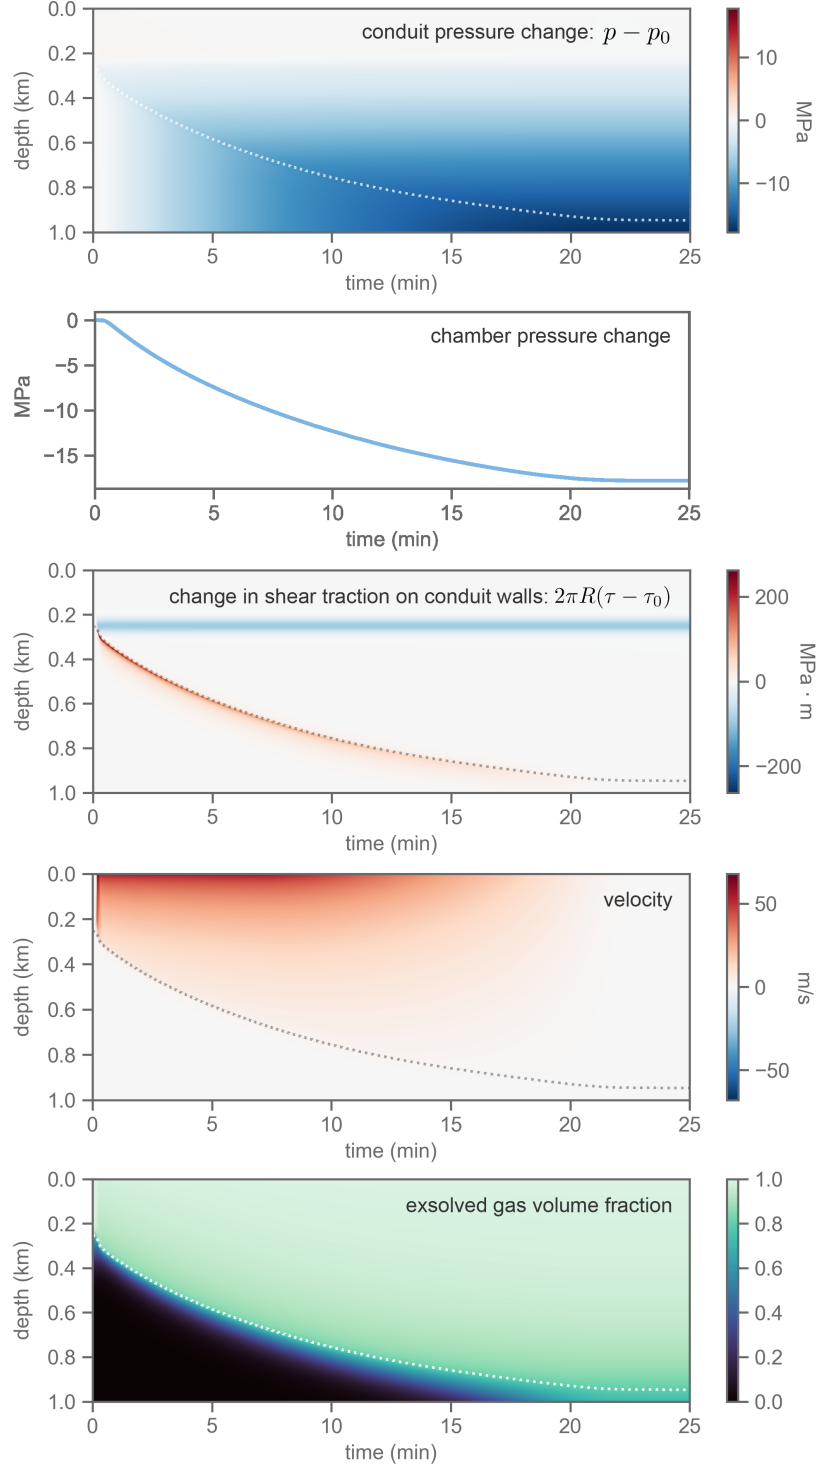 conduit pressure change: p − p₀
0.0
0.2
0.4
0.6
0.8
1.0
depth (km)
0 5 10 15 20 25
time (min)
10
0
−10
MPa
chamber pressure change
0
−5
−10
−15
MPa
0 5 10 15 20 25
time (min)
change in shear traction on conduit walls: 2πR(τ − τ₀)
0.0
0.2
0.4
0.6
0.8
1.0
depth (km)
0 5 10 15 20 25
time (min)
200
0
−200
MPa · m
velocity
0.0
0.2
0.4
0.6
0.8
1.0
depth (km)
0 5 10 15 20 25
time (min)
50
0
−50
m/s
exsolved gas volume fraction
0.0
0.2
0.4
0.6
0.8
1.0
depth (km)
0 5 10 15 20 25
time (min)
1.0
0.8
0.6
0.4
0.2
0.0